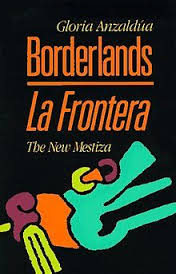 Gloria Anzaldúa
Borderlands
La Frontera
The New Mestiza